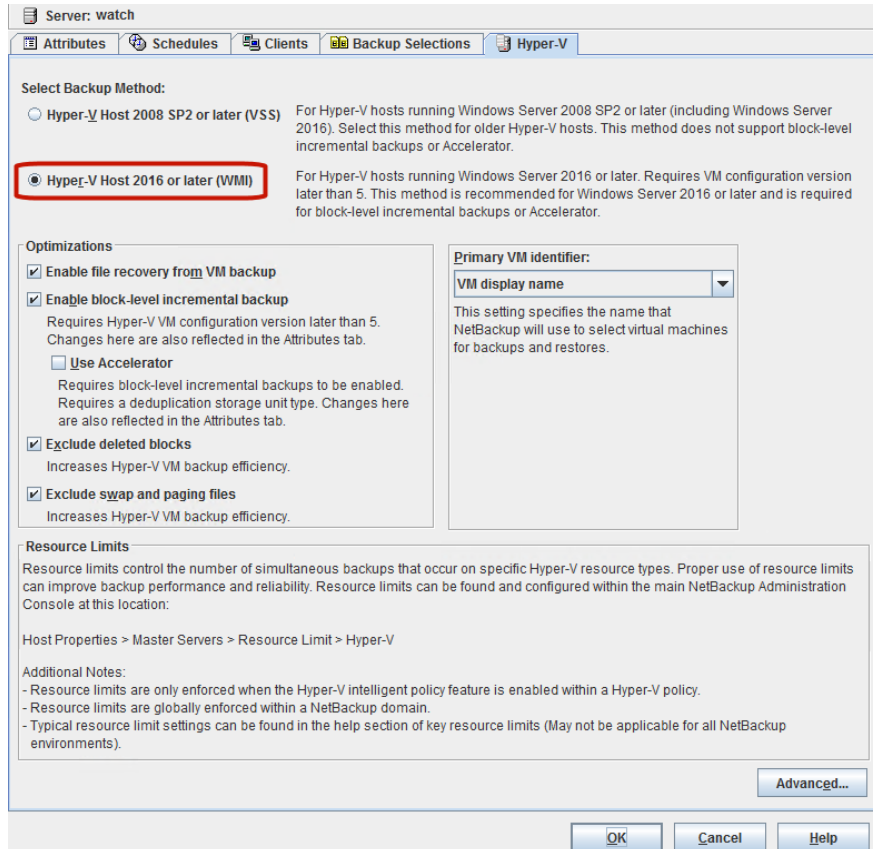 Server: watch
Attributes
Schedules
Clients
Backup Selections
Hyper-V
Select Backup Method:
Hyper-V Host 2008 SP2 or later (VSS)
For Hyper-V hosts running Windows Server 2008 SP2 or later (including Windows Server
2016). Select this method for older Hyper-V hosts. This method does not support block-level
incremental backups or Accelerator.
Hyper-V Host 2016 or later (WMI)
For Hyper-V hosts running Windows Server 2016 or later. Requires VM configuration version
later than 5. This method is recommended for Windows Server 2016 or later and is required
for block-level incremental backups or Accelerator.
Optimizations
Enable file recovery from VM backup
Enable block-level incremental backup
Requires Hyper-V VM configuration version later than 5.
Changes here are also reflected in the Attributes tab.
Use Accelerator
Requires block-level incremental backups to be enabled.
Requires a deduplication storage unit type. Changes here
are also reflected in the Attributes tab.
Exclude deleted blocks
Increases Hyper-V VM backup efficiency.
Exclude swap and paging files
Increases Hyper-V VM backup efficiency.
Primary VM identifier:
VM display name
This setting specifies the name that
NetBackup will use to select virtual machines
for backups and restores.
Resource Limits
Resource limits control the number of simultaneous backups that occur on specific Hyper-V resource types. Proper use of resource limits
can improve backup performance and reliability. Resource limits can be found and configured within the main NetBackup Administration
Console at this location:
Host Properties > Master Servers > Resource Limit > Hyper-V
Additional Notes:
- Resource limits are only enforced when the Hyper-V intelligent policy feature is enabled within a Hyper-V policy.
- Resource limits are globally enforced within a NetBackup domain.
- Typical resource limit settings can be found in the help section of key resource limits (May not be applicable for all NetBackup
environments).
Advanced...
OK
Cancel
Help